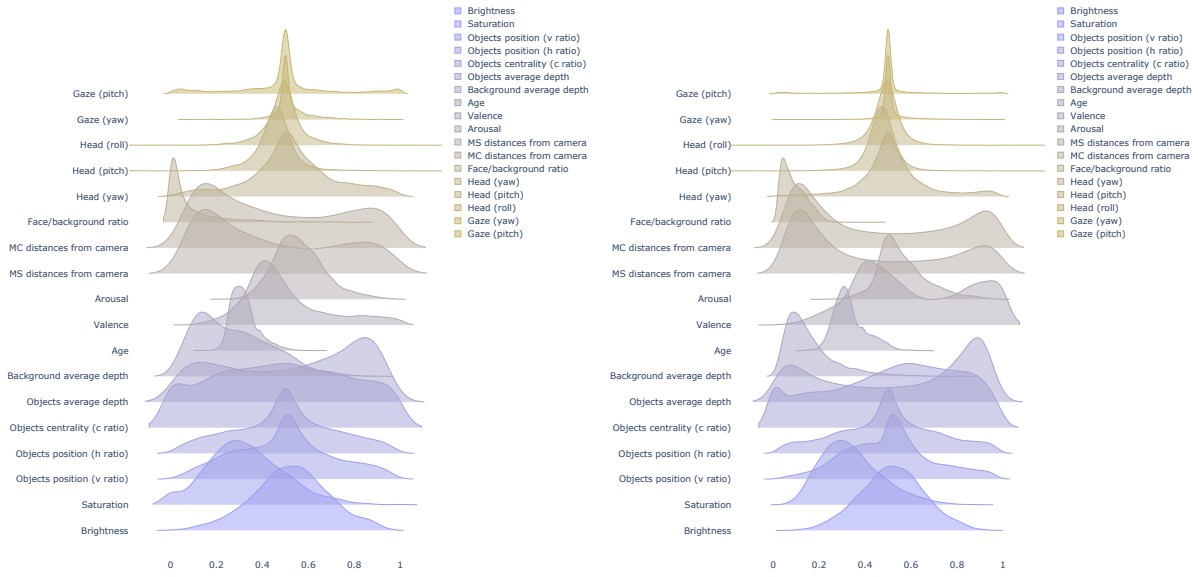 Brightness
Saturation
Objects position (v ratio)
Objects position (h ratio)
Objects centrality (c ratio)
Objects average depth
Background average depth
Age
Valence
Arousal
MS distances from camera
MC distances from camera
Face/background ratio
Head (yaw)
Head (pitch)
Head (roll)
Gaze (yaw)
Gaze (pitch)
Gaze (pitch)
Gaze (yaw)
Head (roll)
Head (pitch)
Head (yaw)
Face/background ratio
MC distances from camera
MS distances from camera
Arousal
Valence
Age
Background average depth
Objects average depth
Objects centrality (c ratio)
Objects position (h ratio)
Objects position (v ratio)
Saturation
Brightness
0 0.2 0.4 0.6 0.8 1
Brightness
Saturation
Objects position (v ratio)
Objects position (h ratio)
Objects centrality (c ratio)
Objects average depth
Background average depth
Age
Valence
Arousal
MS distances from camera
MC distances from camera
Face/background ratio
Head (yaw)
Head (pitch)
Head (roll)
Gaze (yaw)
Gaze (pitch)
Gaze (pitch)
Gaze (yaw)
Head (roll)
Head (pitch)
Head (yaw)
Face/background ratio
MC distances from camera
MS distances from camera
Arousal
Valence
Age
Background average depth
Objects average depth
Objects centrality (c ratio)
Objects position (h ratio)
Objects position (v ratio)
Saturation
Brightness
0 0.2 0.4 0.6 0.8 1